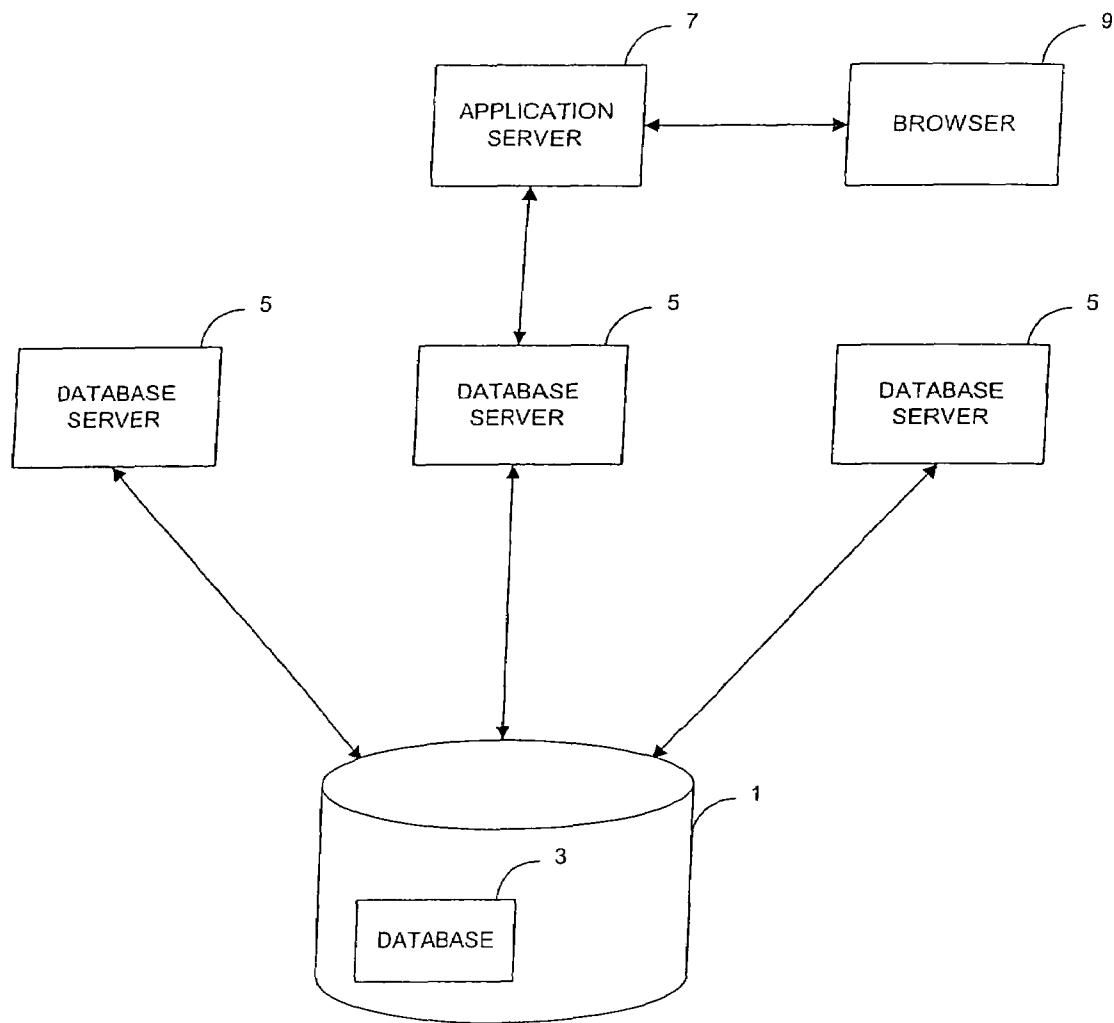 7
9
APPLICATION
SERVER
BROWSER
5
5
5
DATABASE
SERVER
DATABASE
SERVER
DATABASE
SERVER
1
3
DATABASE